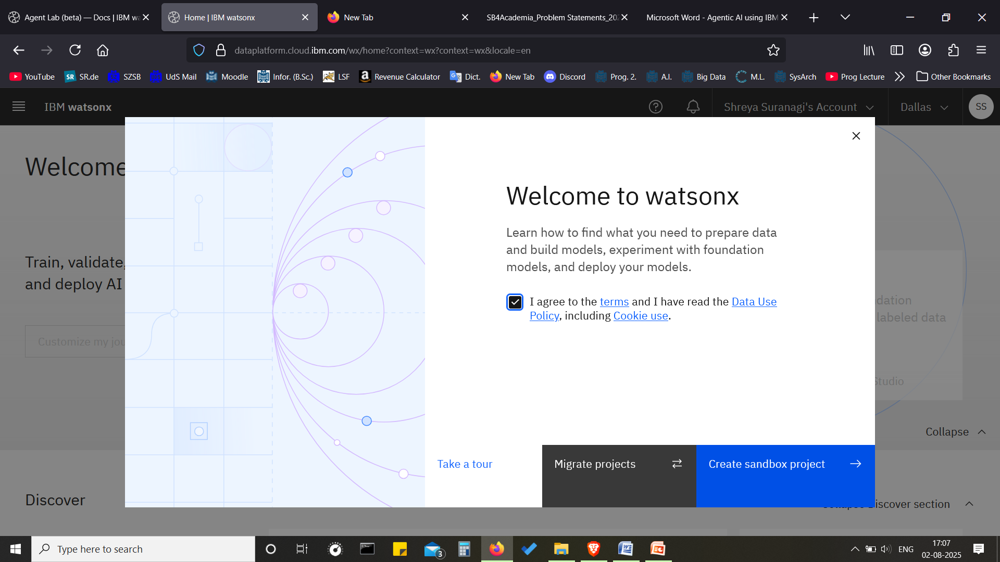 Agent Lab (beta) — Docs | IBM wa
Home | IBM watsonx
New Tab
SB4Academia_Problem Statements_202
Microsoft Word - Agentic AI using IBM
dataplatform.cloud.ibm.com/wx/home?context=wx?context=wx&locale=en
YouTube
SR
SR.de
SZSB
UdS Mail
Moodle
Infor. (B.Sc.)
LSF
a
Revenue Calculator
Dict.
New Tab
Discord
Prog. 2.
A.I.
Big Data
M.L.
SysArch
Prog Lecture
Other Bookmarks
IBM watsonx
Shreya Suranagi's Account
Dallas
SS
Welcome
Train, validate,
and deploy AI
Customize my jou
Welcome to watsonx
Learn how to find what you need to prepare data
and build models, experiment with foundation
models, and deploy your models.
I agree to the terms and I have read the Data Use
Policy, including Cookie use.
ndation
labeled data
Studio
Collapse
Take a tour
Migrate projects
Create sandbox project
Discover
Discover section
Type here to search
3
ENG
17:07
02-08-2025